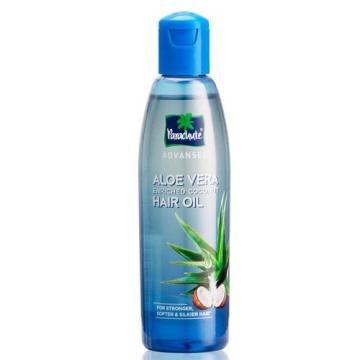 Parachute
ADVANSED
ALOE VERA
ENRICHED COCONUT
HAIR OIL
FOR STRONGER,
SOFTER & SILKIER HAIR